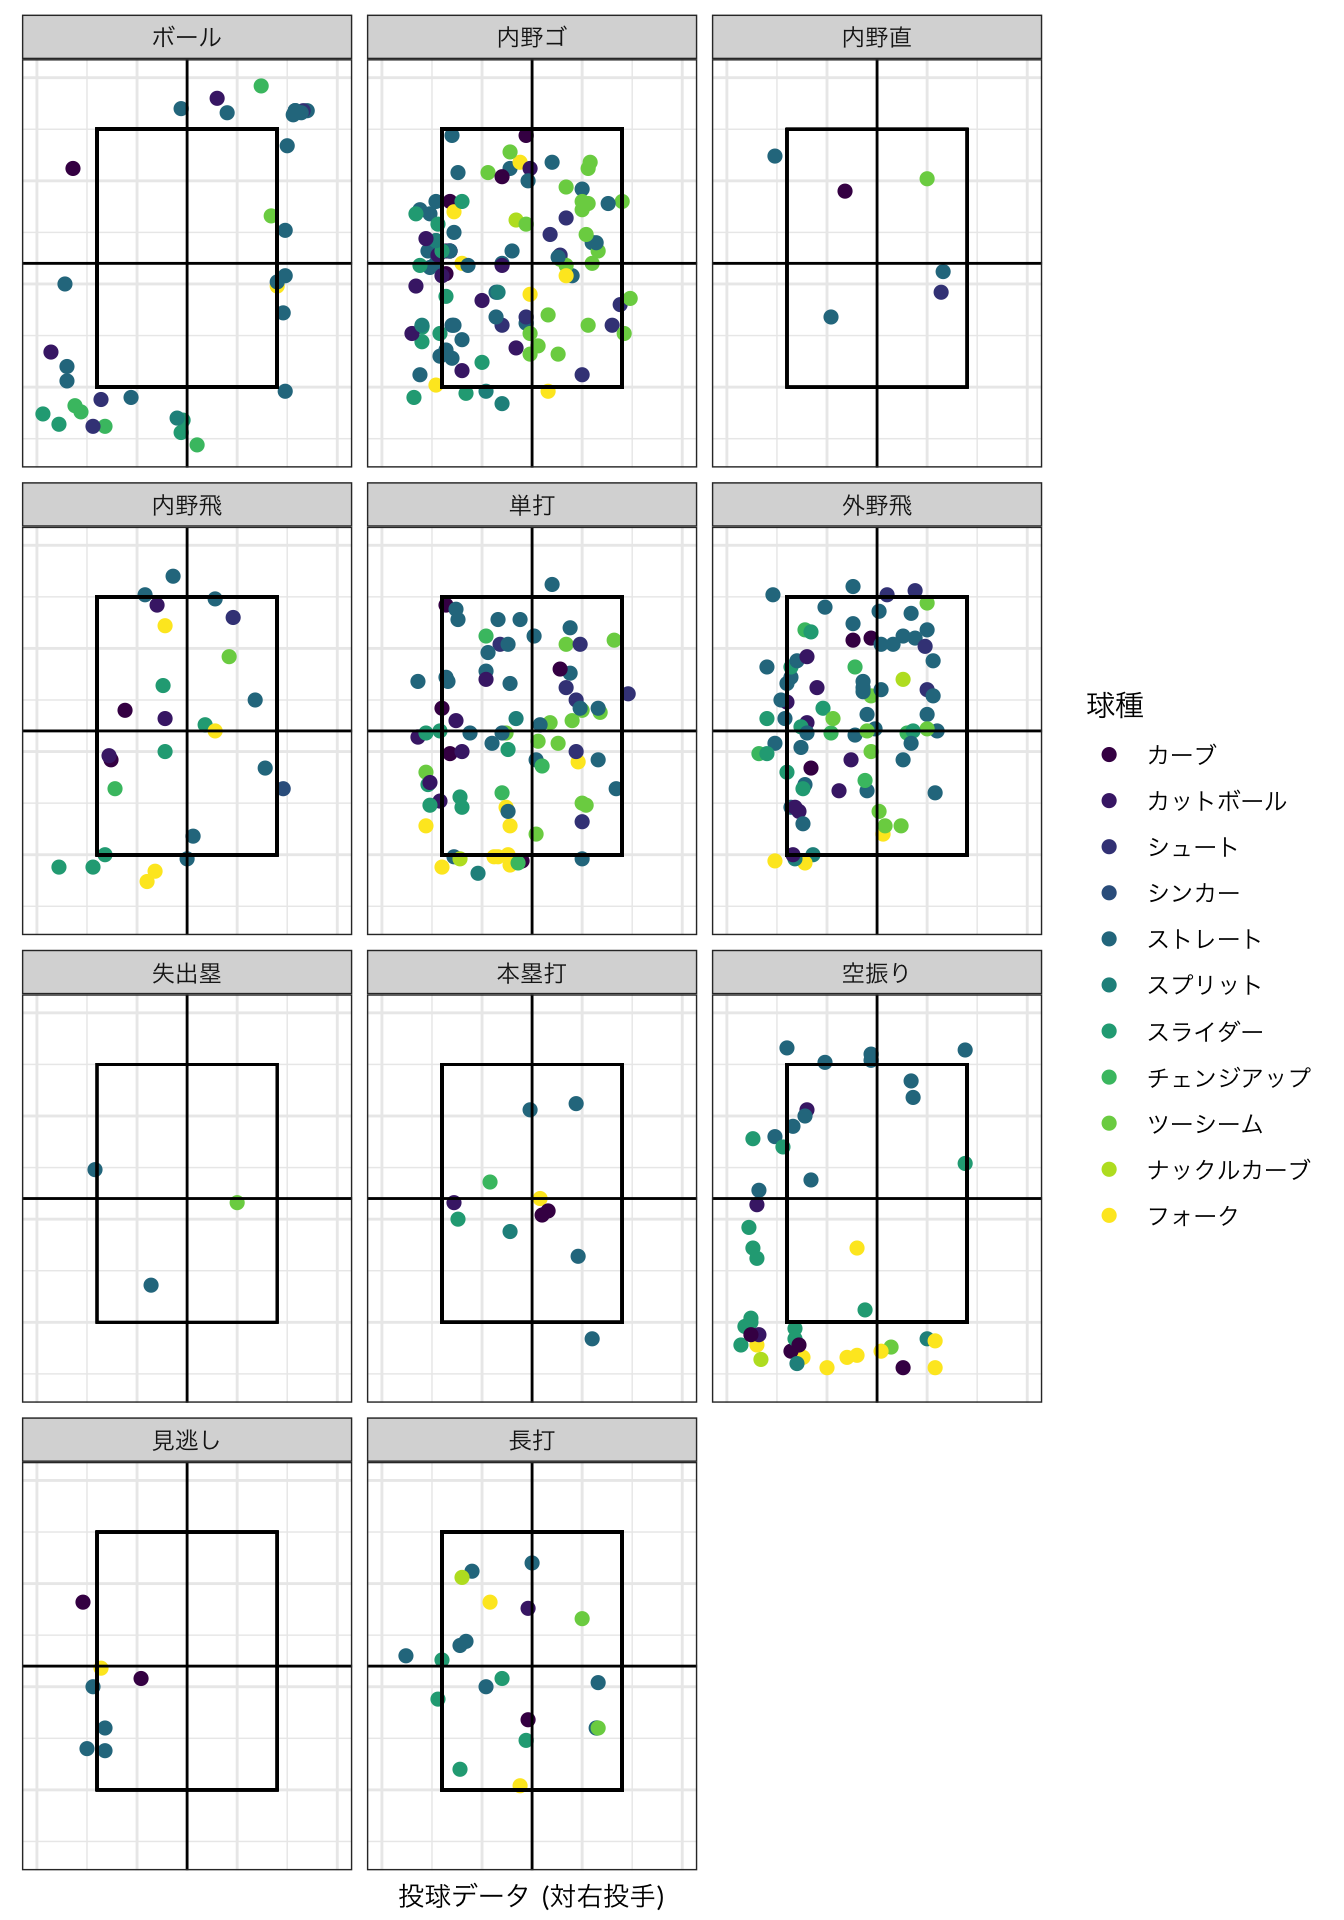 ボール
内野ゴ
内野直
内野飛
単打
外野飛
失出塁
本塁打
空振り
見逃し
長打
球種
カーブ
カットボール
シュート
シンカー
ストレート
スプリット
スライダー
チェンジアップ
ツーシーム
ナックルカーブ
フォーク
投球データ (対右投手)